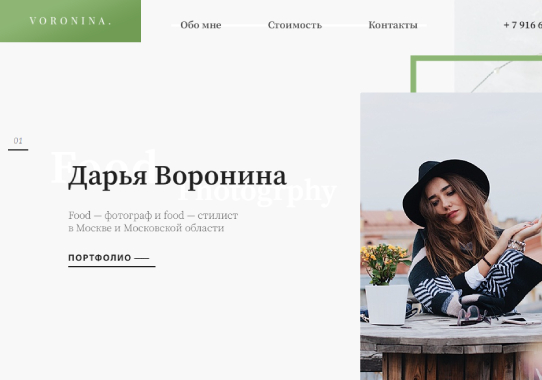 VORONINA.
Обо мне
Стоимость
Контакты
+ 7 916 6
01
Food
Photogrphy
Дарья Воронина
Food — фотограф и food — стилист
в Москве и Московской области
ПОРТФОЛИО —